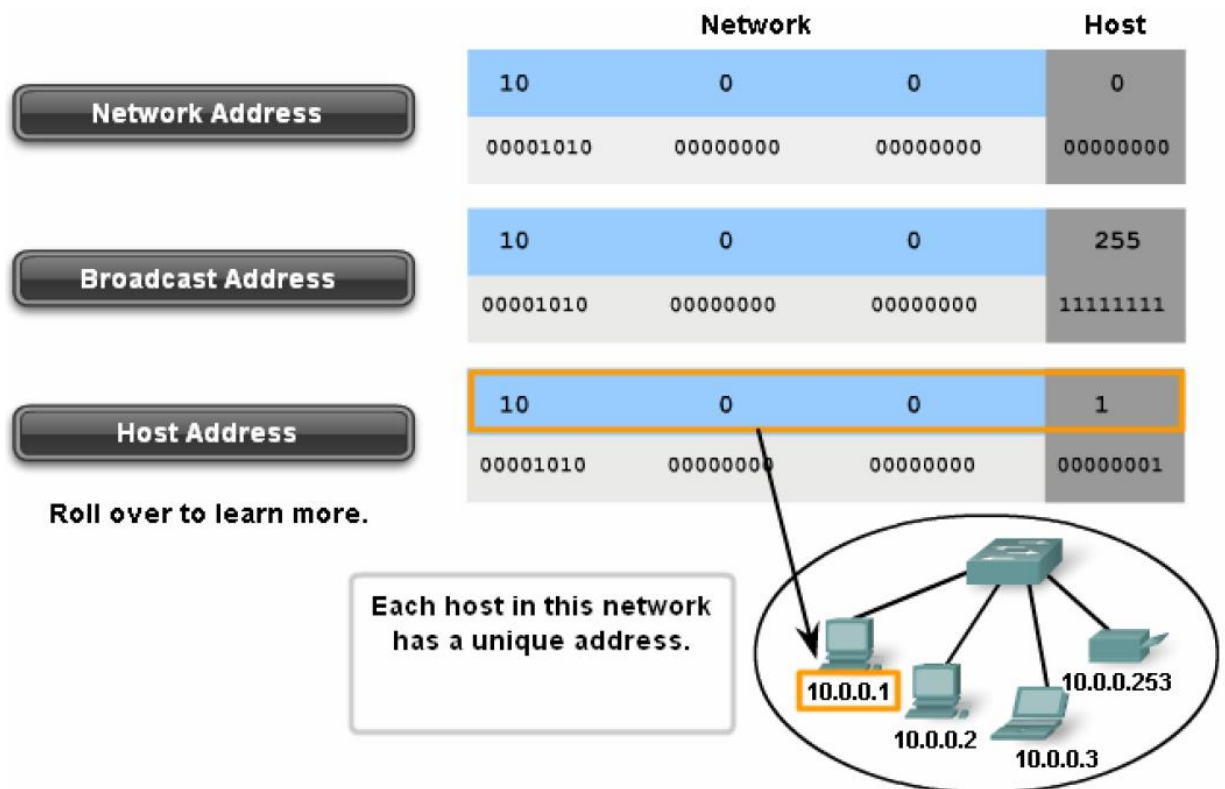 Network Host
Network Address
10 0 0 0
00001010 00000000 00000000 00000000
Broadcast Address
10 0 0 255
00001010 00000000 00000000 11111111
Host Address
10 0 0 1
00001010 00000000 00000000 00000001
Roll over to learn more.
Each host in this network
has a unique address.
10.0.0.1
10.0.0.2
10.0.0.3
10.0.0.253